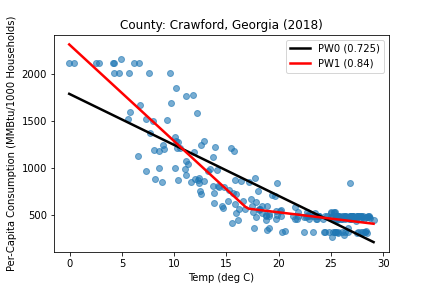 County: Crawford, Georgia (2018)
PW0 (0.725)
PW1 (0.84)
Per-Capita Consumption (MMBtu/1000 Households)
2000
1500
1000
500
0 5 10 15 20 25 30
Temp (deg C)